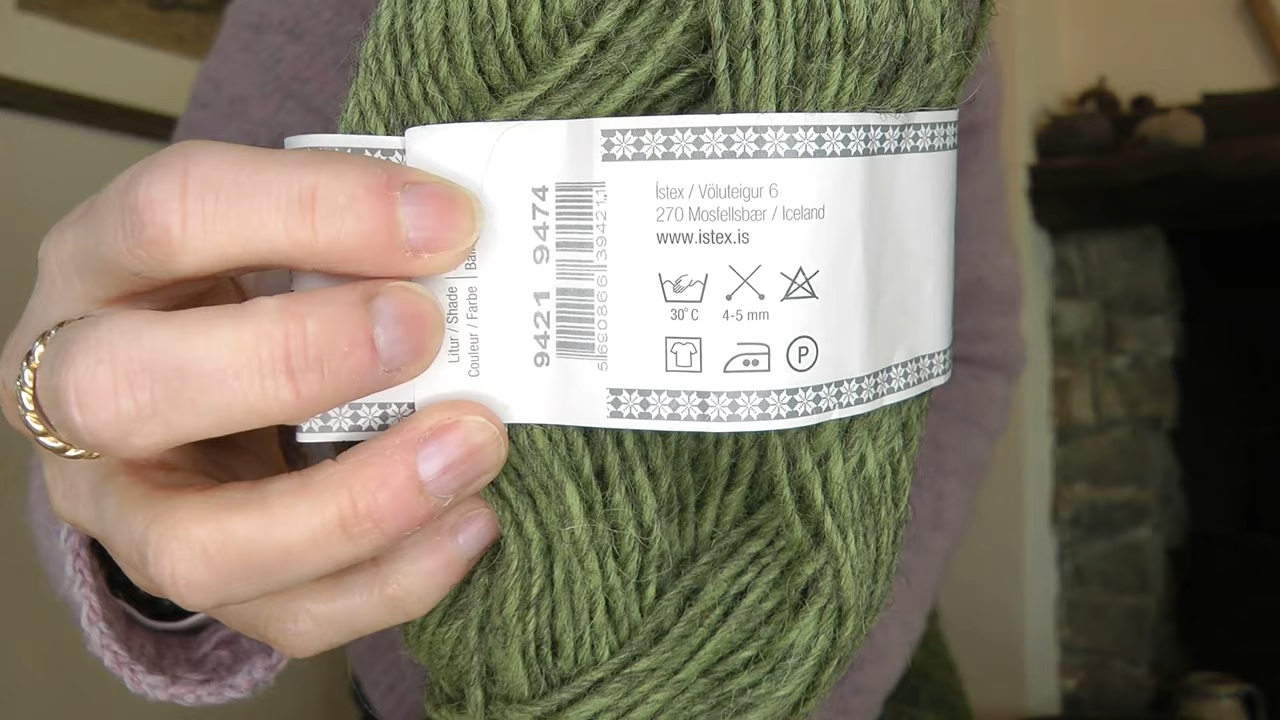 Ístex / Völuteigur 6
270 Mosfellsbær / Iceland
www.istex.is
30°C 4-5 mm
P
9421 9474
5690866394211
Litur / Shade
Couleur / Farbe